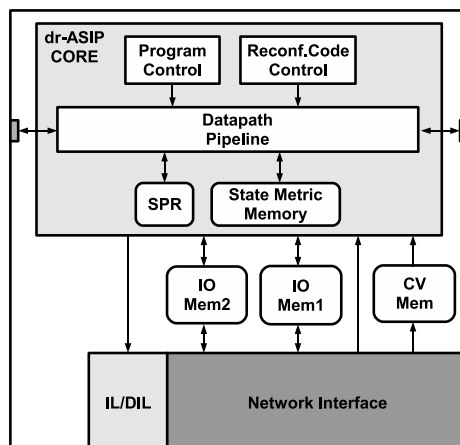 dr-ASIP
CORE
Program
Control
Reconf.Code
Control
Datapath
Pipeline
SPR
State Metric
Memory
IO
Mem2
IO
Mem1
CV
Mem
IL/DIL
Network Interface